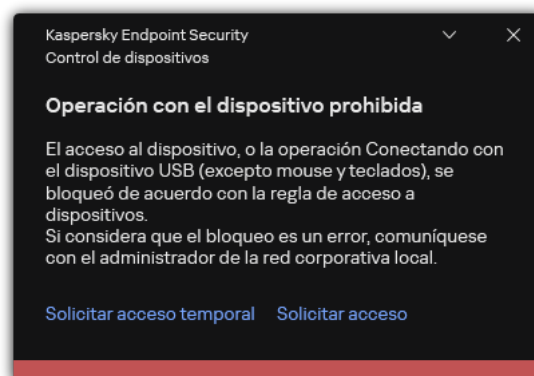 Kaspersky Endpoint Security
Control de dispositivos
Operación con el dispositivo prohibida
El acceso al dispositivo, o la operación Conectando con
el dispositivo USB (excepto mouse y teclados), se
bloqueó de acuerdo con la regla de acceso a
dispositivos.
Si considera que el bloqueo es un error, comuníquese
con el administrador de la red corporativa local.
Solicitar acceso temporal Solicitar acceso